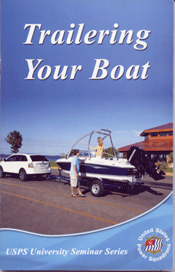 Trailering
Your Boat
United States
Power Squadrons
USPS University Seminar Series